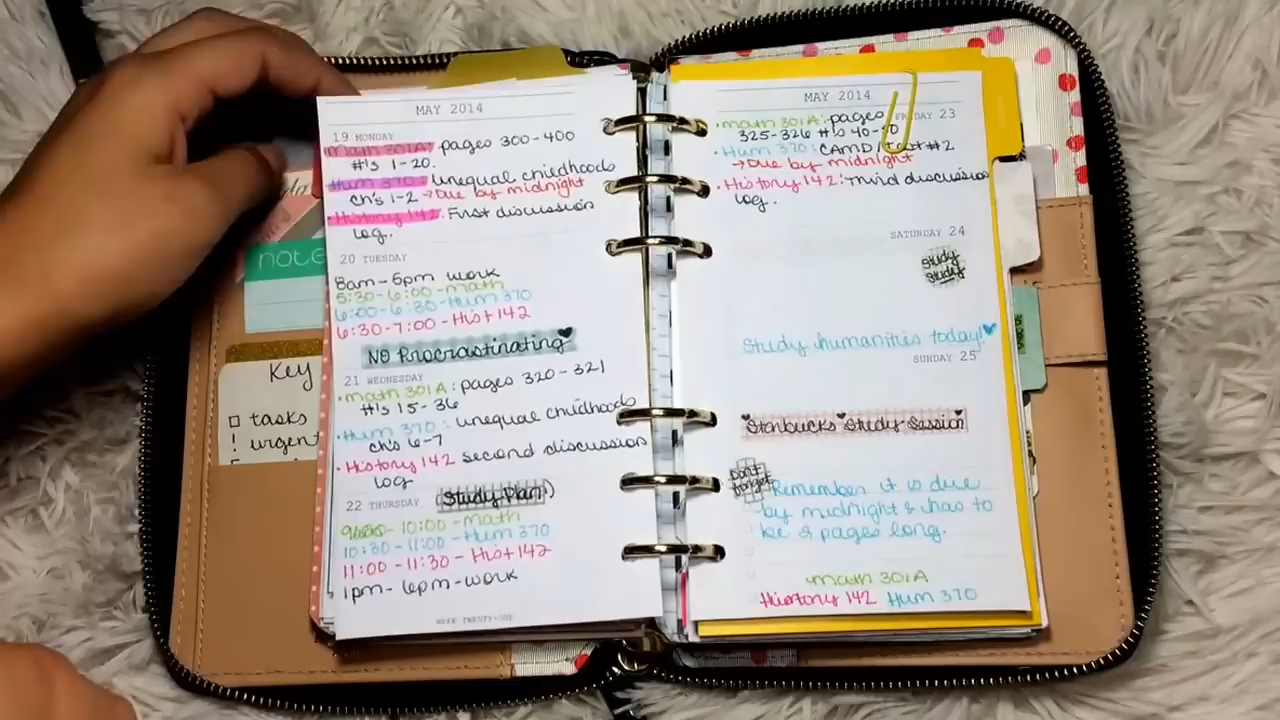 MAY 2014
19 MONDAY
Math 301A: pages 300-400
#'s 1-20.
Hum 370: unequal childhoods
ch's 1-2 →Due by midnight
•History 142: First discussion
log.
20 TUESDAY
8am-5pm work
5:30-6:00-Math
6:00-6:30-Hum 370
6:30-7:00-Hist 142
NO Procrastinating
21 WEDNESDAY
•math 301A: pages 320-321
#'s 15-36
•Hum 370: unequal childhoods
ch's 6-7
•History 142 second discussion
log
22 THURSDAY
Study Plan!
10:00-Math
10:30-11:00-Hum 370
11:00-11:30-Hist 142
1pm-6pm-work
WEEK TWENTY-ONE
note
Key
tasks
! urgent
MAY 2014
FRIDAY 23
•math 301A: pages
325-326 #'s 40-50
•Hum 370: CAMD #2
→Due by midnight
•History 142: Third discussion
log.
SATURDAY 24
Study
Study
Study humanities today!
SUNDAY 25
Starbucks Study Session
Don't
forget
Remember it is due
by midnight & has to
be 2 pages long.
math 301A
History 142 Hum 370